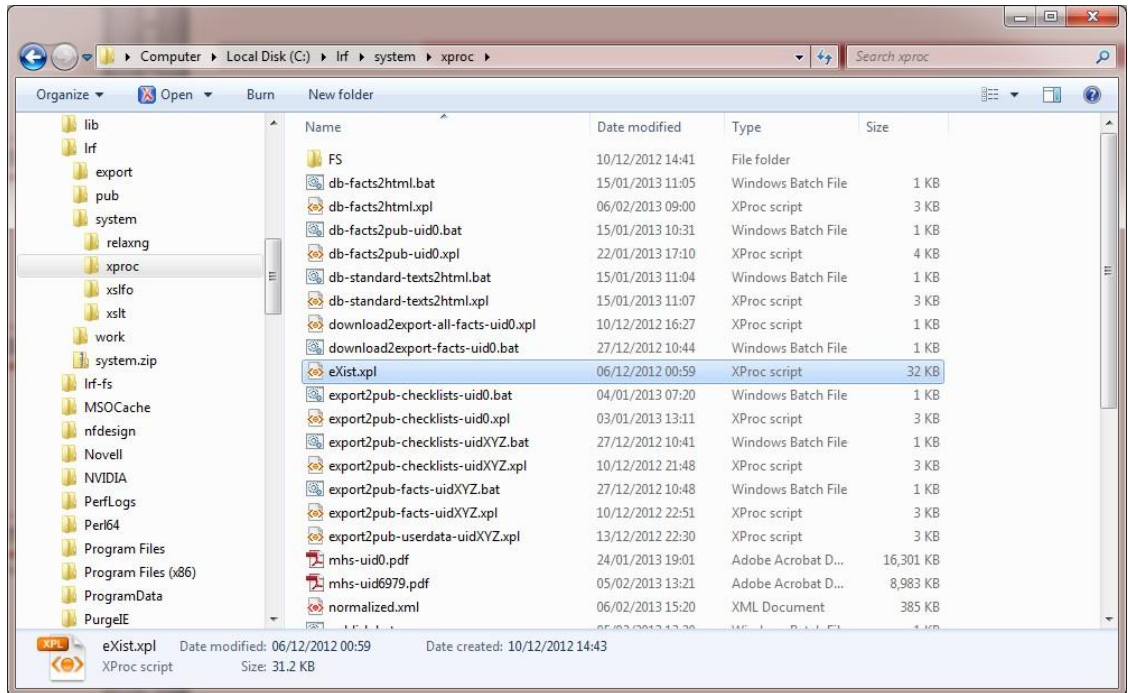 Computer ▸ Local Disk (C:) ▸ lrf ▸ system ▸ xproc ▸ Search xproc
Organize Open Burn New folder
lib
lrf
export
pub
system
relaxng
xproc
xslfo
xslt
work
system.zip
lrf-fs
MSOCache
nfdesign
Novell
NVIDIA
PerfLogs
Perl64
Program Files
Program Files (x86)
ProgramData
PurgeIE
Name Date modified Type Size
FS 10/12/2012 14:41 File folder
db-facts2html.bat 15/01/2013 11:05 Windows Batch File 1 KB
db-facts2html.xpl 06/02/2013 09:00 XProc script 3 KB
db-facts2pub-uid0.bat 15/01/2013 10:31 Windows Batch File 1 KB
db-facts2pub-uid0.xpl 22/01/2013 17:10 XProc script 4 KB
db-standard-texts2html.bat 15/01/2013 11:04 Windows Batch File 1 KB
db-standard-texts2html.xpl 15/01/2013 11:07 XProc script 3 KB
download2export-all-facts-uid0.xpl 10/12/2012 16:27 XProc script 1 KB
download2export-facts-uid0.bat 27/12/2012 10:44 Windows Batch File 1 KB
eXist.xpl 06/12/2012 00:59 XProc script 32 KB
export2pub-checklists-uid0.bat 04/01/2013 07:20 Windows Batch File 1 KB
export2pub-checklists-uid0.xpl 03/01/2013 13:11 XProc script 3 KB
export2pub-checklists-uidXYZ.bat 27/12/2012 10:41 Windows Batch File 1 KB
export2pub-checklists-uidXYZ.xpl 10/12/2012 21:48 XProc script 3 KB
export2pub-facts-uidXYZ.bat 27/12/2012 10:48 Windows Batch File 1 KB
export2pub-facts-uidXYZ.xpl 10/12/2012 22:51 XProc script 3 KB
export2pub-userdata-uidXYZ.xpl 13/12/2012 22:30 XProc script 3 KB
mhs-uid0.pdf 24/01/2013 19:01 Adobe Acrobat D... 16,301 KB
mhs-uid6979.pdf 05/02/2013 13:21 Adobe Acrobat D... 8,983 KB
normalized.xml 06/02/2013 15:20 XML Document 385 KB
XPL eXist.xpl Date modified: 06/12/2012 00:59 Date created: 10/12/2012 14:43
XProc script Size: 31.2 KB